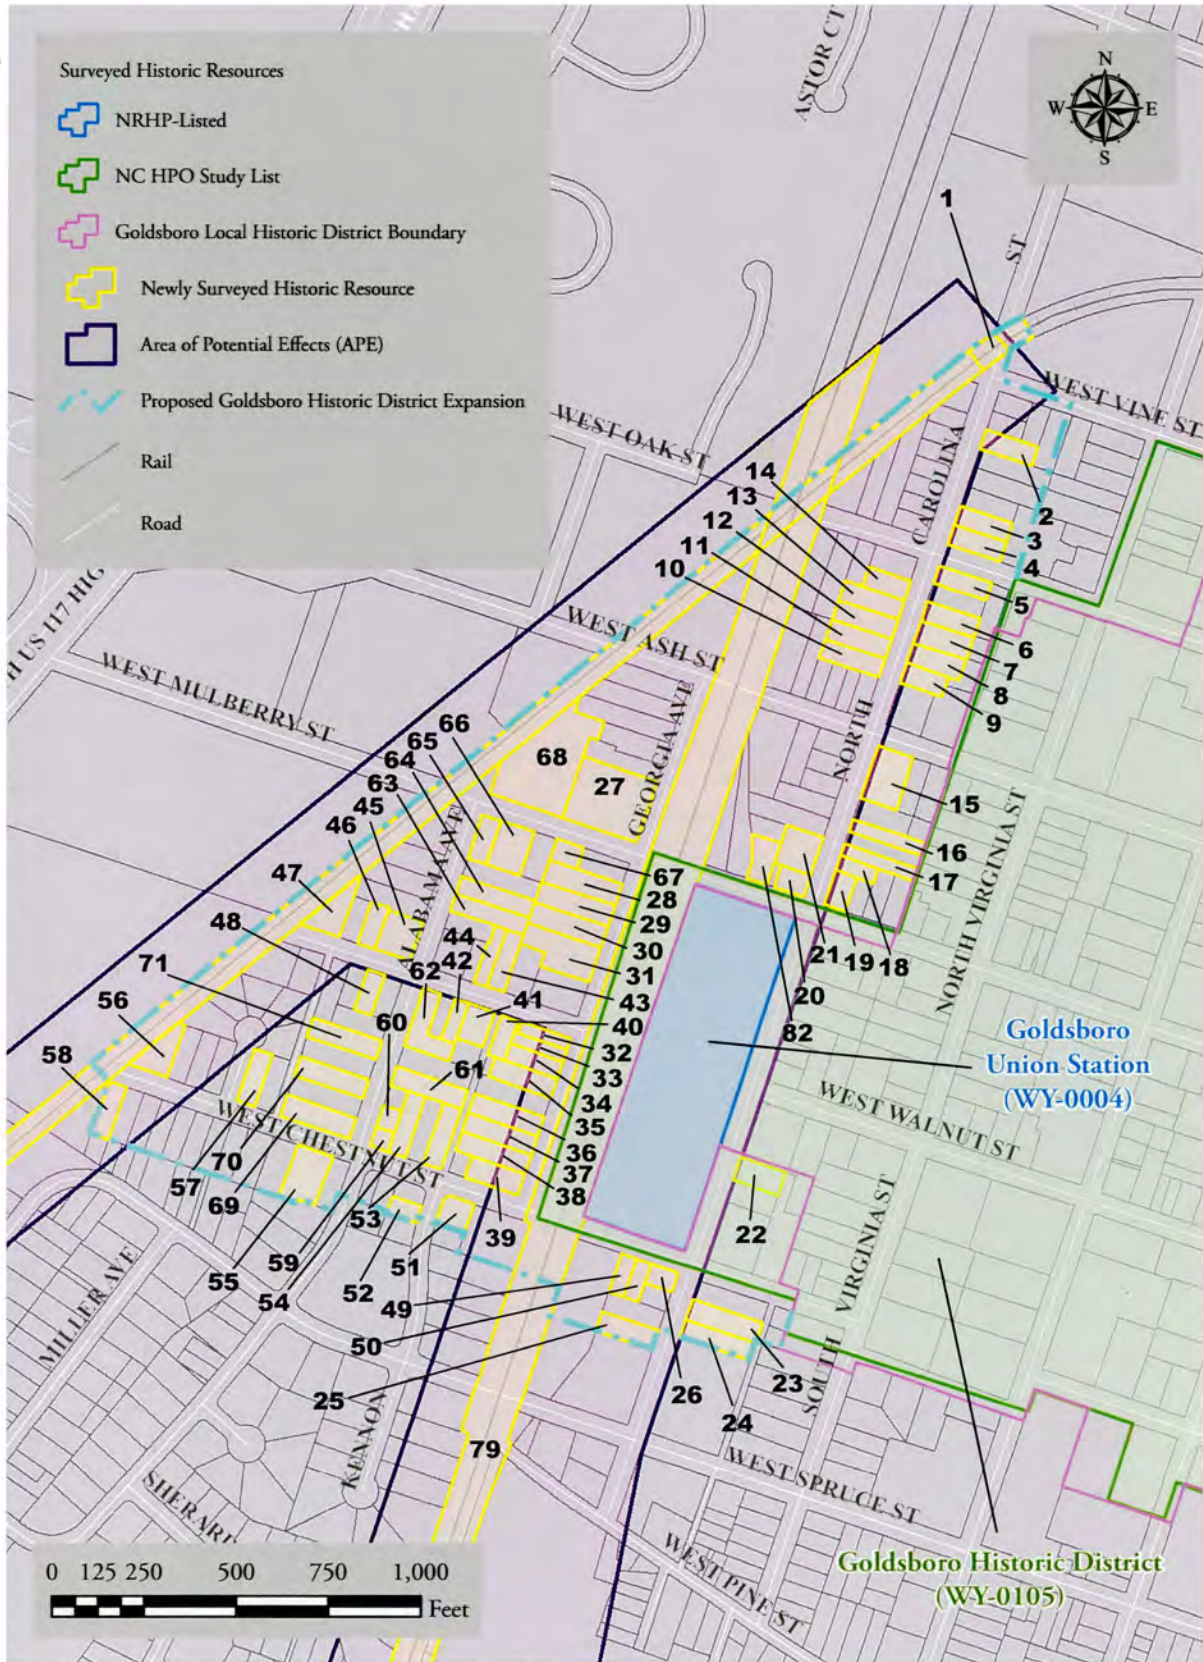 Surveyed Historic Resources
NRHP-Listed
NC HPO Study List
Goldsboro Local Historic District Boundary
Newly Surveyed Historic Resource
Area of Potential Effects (APE)
Proposed Goldsboro Historic District Expansion
Rail
Road
N
W E
S
ASTOR CT
1
ST
WEST VINE ST
WEST OAK ST
CAROLINA
14
13
12
11
10
2
3
4
5
6
7
8
9
H US 117 HIG
WEST ASH ST
WEST MULBERRY ST
GEORGIA AVE
NORTH
66
65
64
63
68
27
15
16
17
NORTH VIRGINIA ST
45
46
47
ALABAMA AVE
48
71
44
42
62
67
28
29
30
31
43
41
40
21
19
18
20
82
56
58
60
61
32
33
34
35
36
37
38
39
Goldsboro
Union Station
(WY-0004)
WEST WALNUT ST
WEST CHESTNUT ST
57
70
69
55
59
54
53
52
51
22
SOUTH VIRGINIA ST
49
50
25
26
23
24
MILLER AVE
KENNON
79
SHERARD
WEST SPRUCE ST
WEST PINE ST
Goldsboro Historic District
(WY-0105)
0 125 250 500 750 1,000
Feet